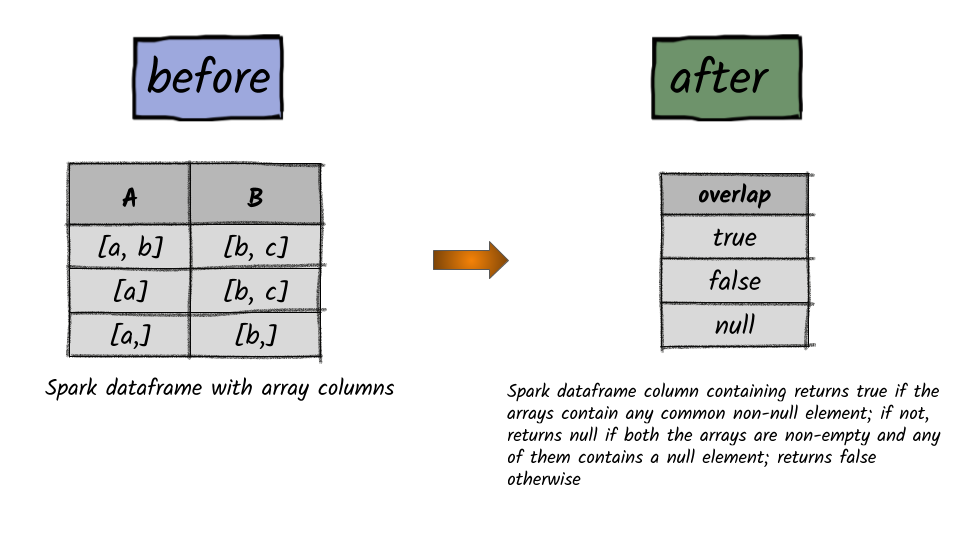 before
after
A B
[a, b] [b, c]
[a] [b, c]
[a,] [b,]
Spark dataframe with array columns
overlap
true
false
null
Spark dataframe column containing returns true if the
arrays contain any common non-null element; if not,
returns null if both the arrays are non-empty and any
of them contains a null element; returns false
otherwise